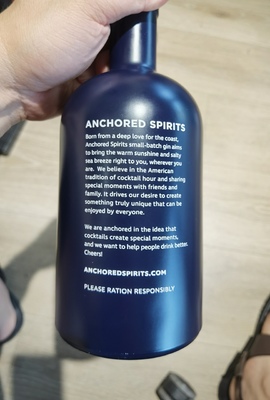 ANCHORED SPIRITS
Born from a deep love for the coast,
Anchored Spirits small-batch gin aims
to bring the warm sunshine and salty
sea breeze right to you, wherever you
are. We believe in the American
tradition of cocktail hour and sharing
special moments with friends and
family. It drives our desire to create
something truly unique that can be
enjoyed by everyone.
We are anchored in the idea that
cocktails create special moments,
and we want to help people drink better.
Cheers!
ANCHOREDSPIRITS.COM
PLEASE RATION RESPONSIBLY